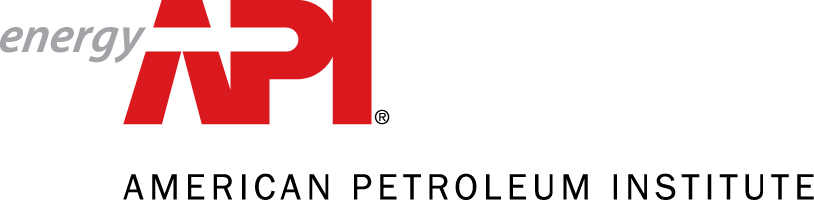 energy API®
AMERICAN PETROLEUM INSTITUTE